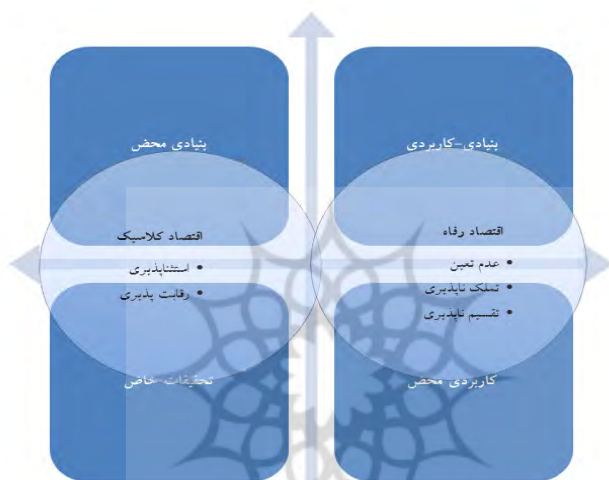 بنیادی-کاربردی
بنیادی محض
اقتصاد رفاه
• عدم تعین
• تملک ناپذیری
• تقسیم ناپذیری
اقتصاد کلاسیک
• استثناپذیری
• رقابت پذیری
کاربردی محض
تحقیقات خاص